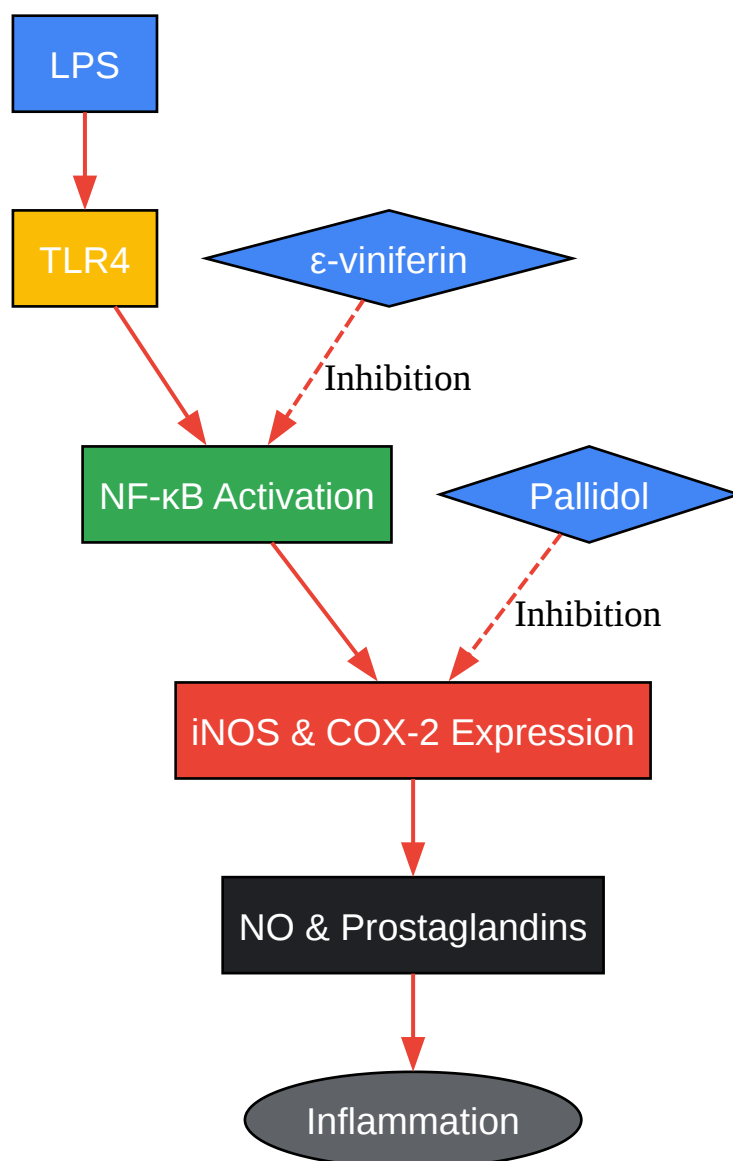 LPS
TLR4
ε-viniferin
Inhibition
NF-κB Activation
Pallidol
Inhibition
iNOS & COX-2 Expression
NO & Prostaglandins
Inflammation